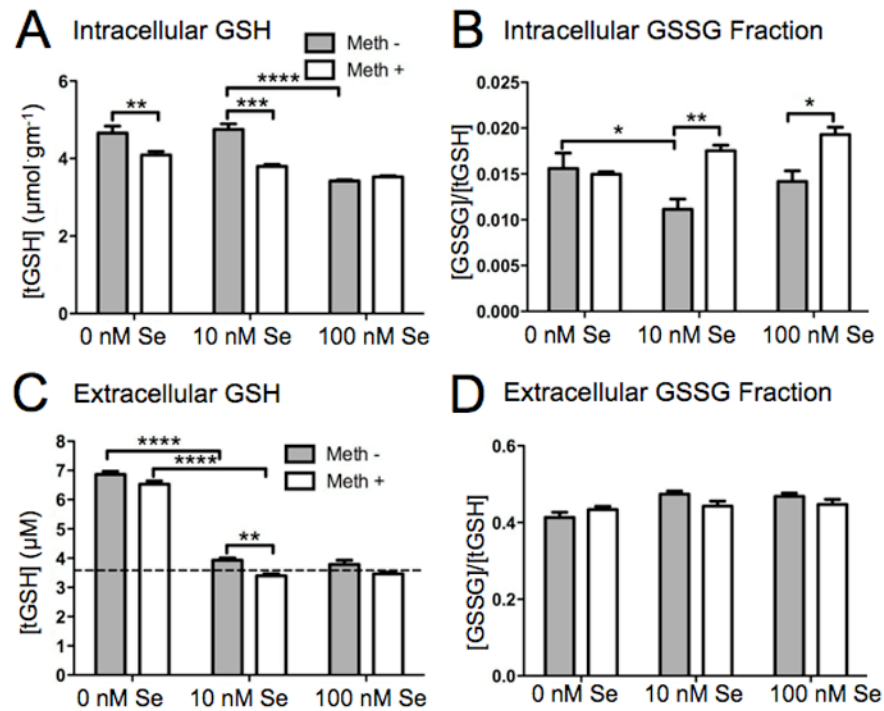 A Intracellular GSH
Meth -
Meth +
**
***
****
[tGSH] (µmol·gm⁻¹)
6
4
2
0
0 nM Se 10 nM Se 100 nM Se
B Intracellular GSSG Fraction
*
**
*
[GSSG]/[tGSH]
0.025
0.020
0.015
0.010
0.005
0.000
0 nM Se 10 nM Se 100 nM Se
C Extracellular GSH
Meth -
Meth +
****
****
**
[tGSH] (µM)
8
7
6
5
4
3
2
1
0
0 nM Se 10 nM Se 100 nM Se
D Extracellular GSSG Fraction
[GSSG]/[tGSH]
0.6
0.4
0.2
0.0
0 nM Se 10 nM Se 100 nM Se